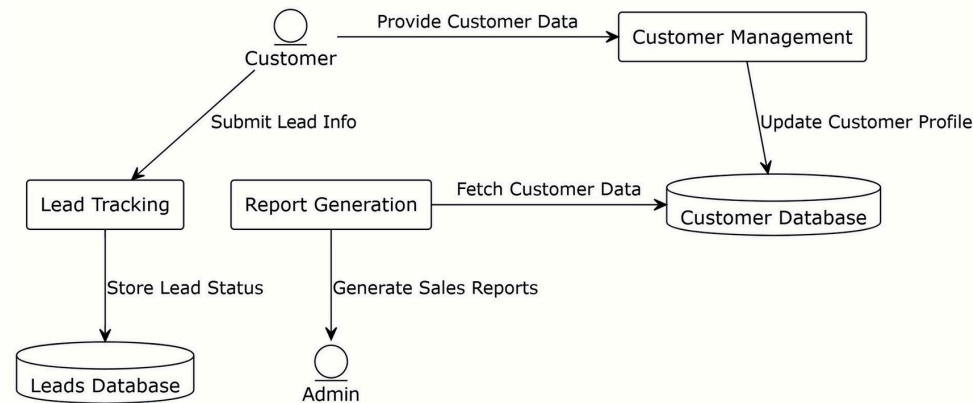 Provide Customer Data
Customer
Customer Management
Submit Lead Info
Update Customer Profile
Lead Tracking
Report Generation
Fetch Customer Data
Customer Database
Store Lead Status
Generate Sales Reports
Leads Database
Admin